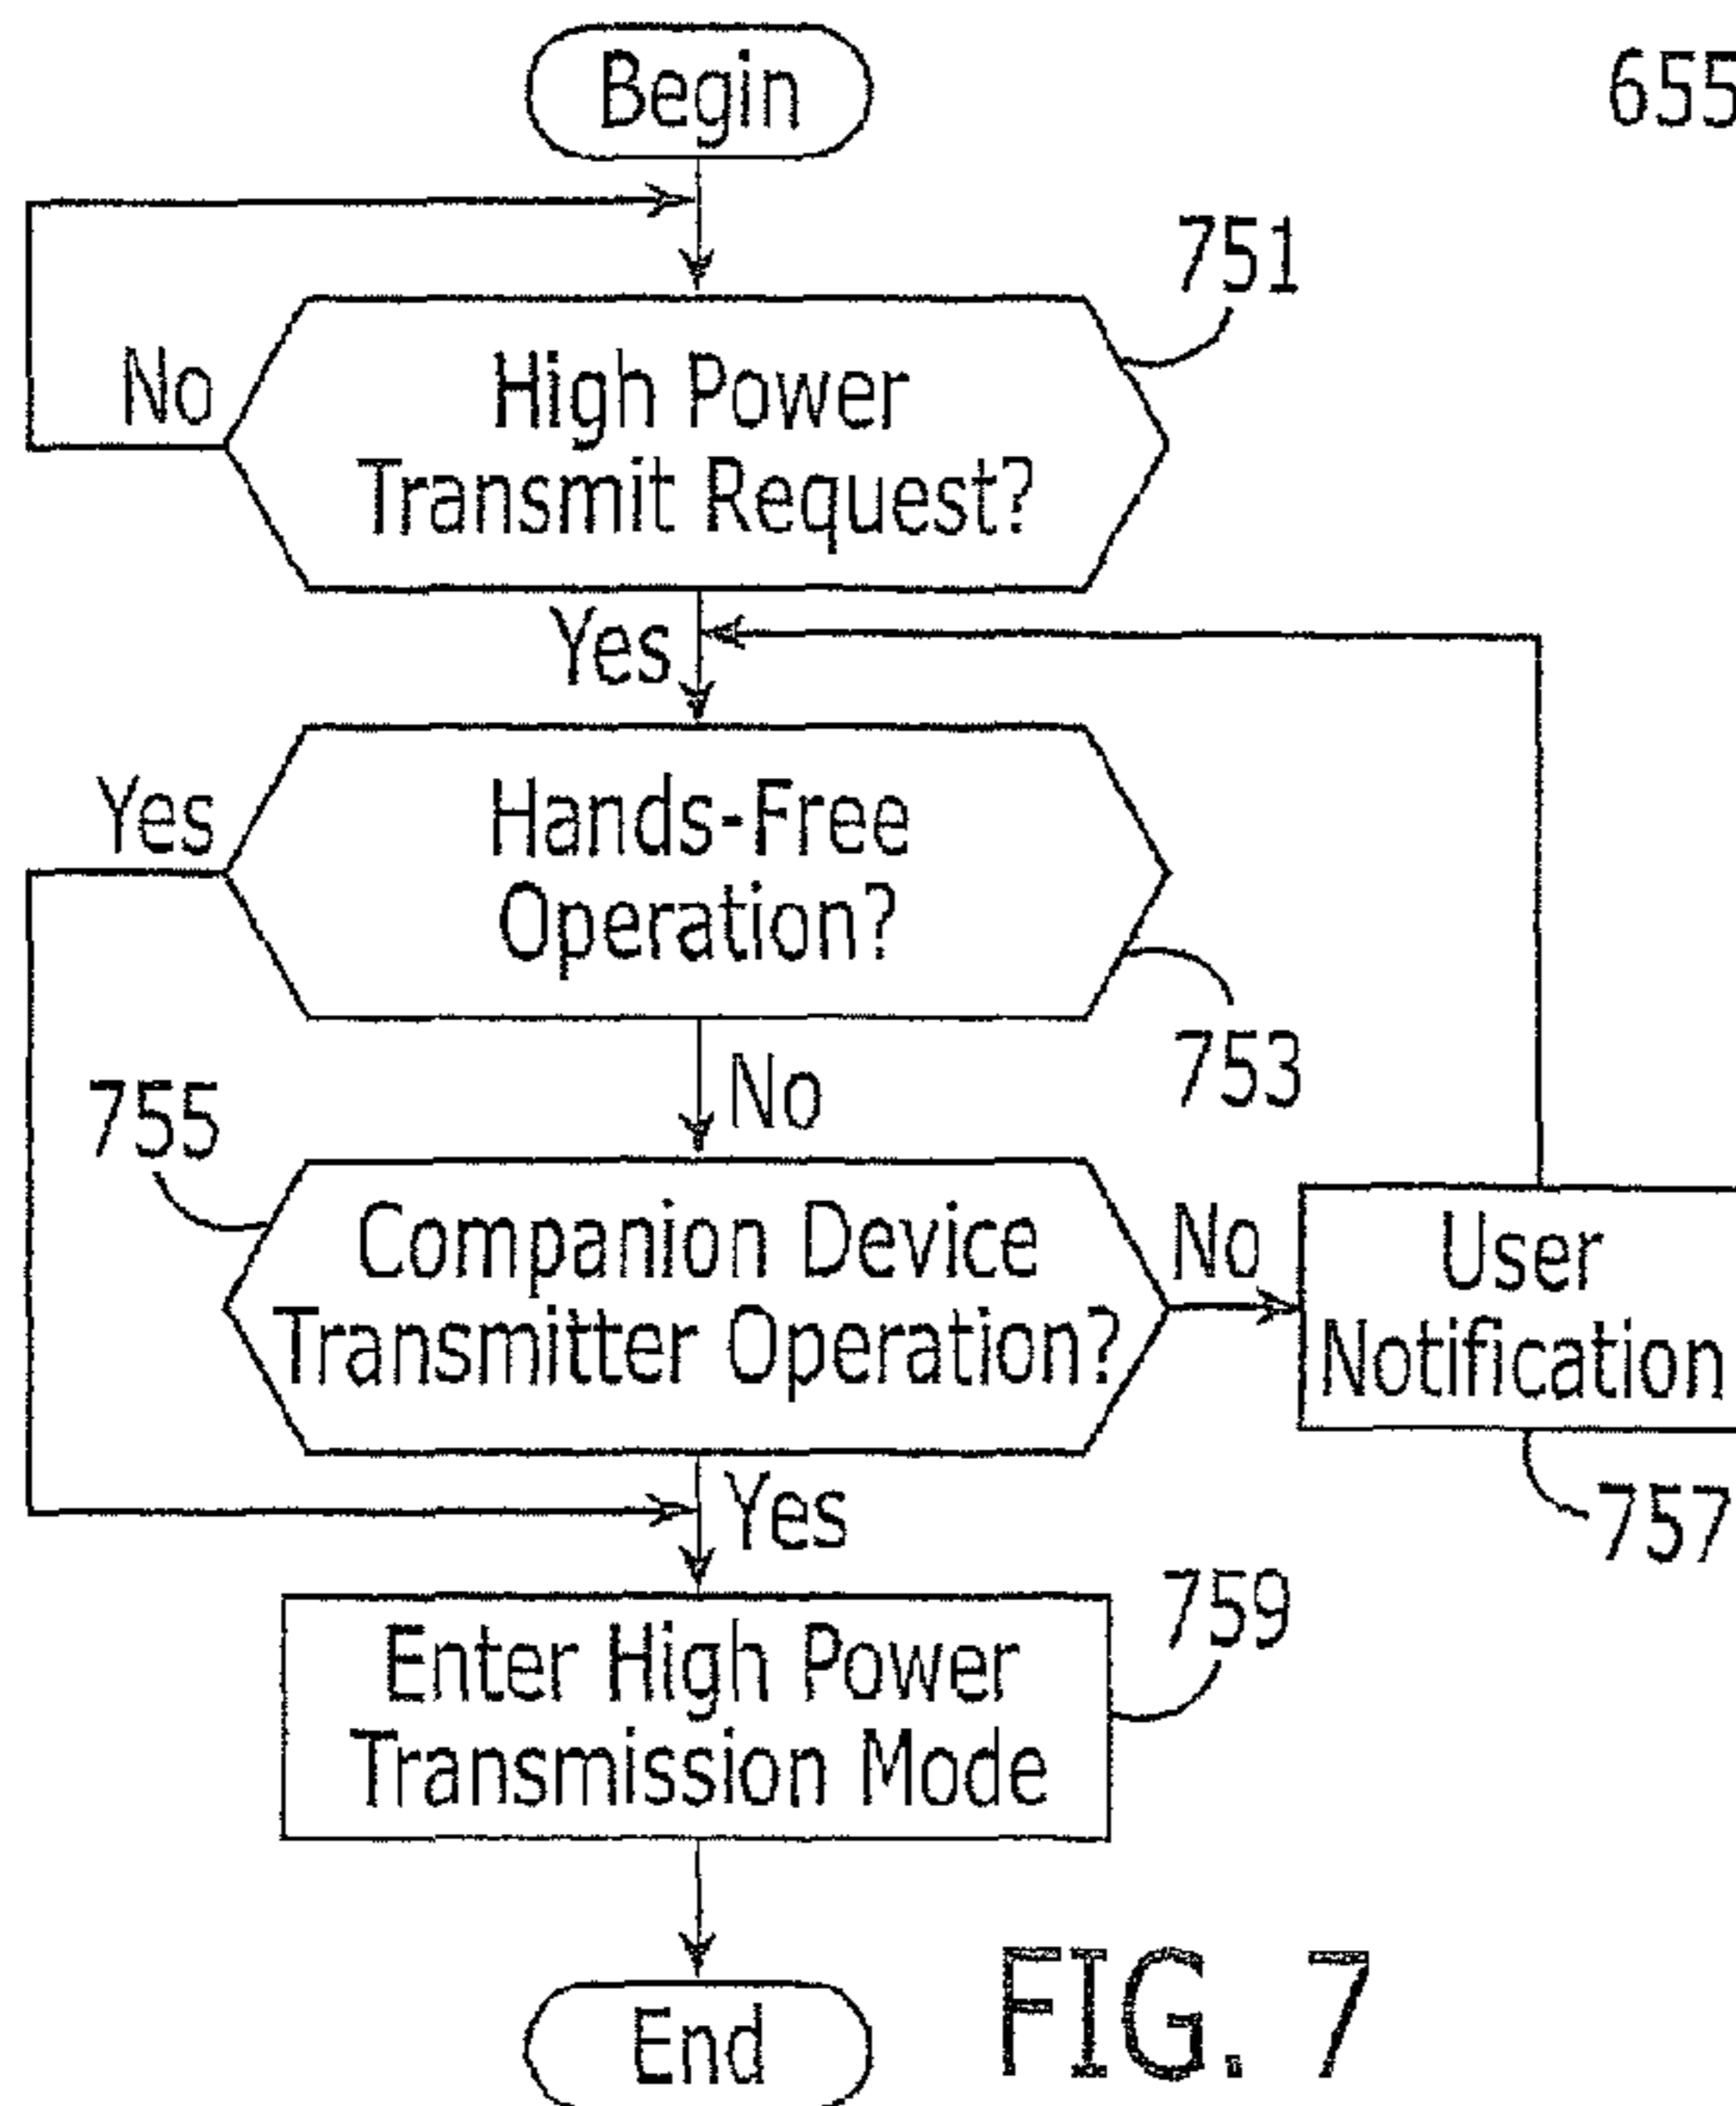 Begin
655
751
No
High Power
Transmit Request?
Yes
Yes
Hands-Free
Operation?
753
No
755
Companion Device
Transmitter Operation?
No
User
Notification
757
Yes
759
Enter High Power
Transmission Mode
End
FIG. 7